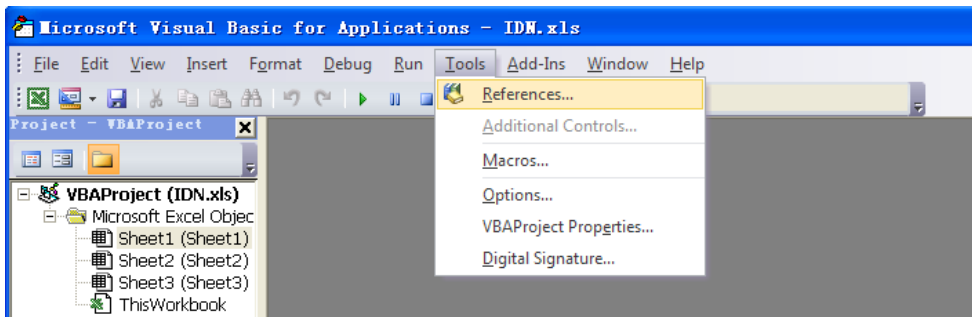 Microsoft Visual Basic for Applications - IDN.xls
File Edit View Insert Format Debug Run Tools Add-Ins Window Help
References...
Project - VBAProject
Additional Controls...
Macros...
VBAProject (IDN.xls)
Options...
Microsoft Excel Objec
VBAProject Properties...
Sheet1 (Sheet1)
Digital Signature...
Sheet2 (Sheet2)
Sheet3 (Sheet3)
ThisWorkbook